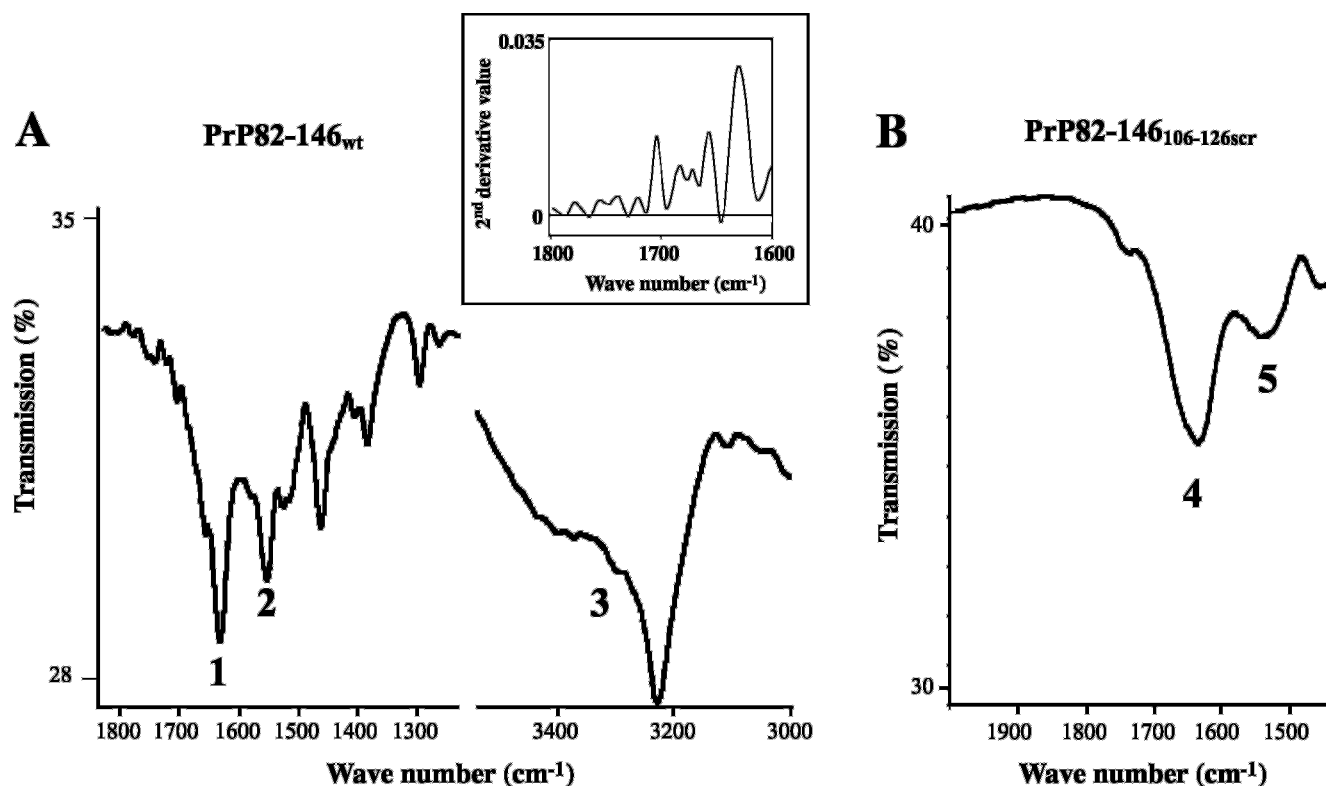 A
PrP82-146wt
35
28
Transmission (%)
1
2
3
1800 1700 1600 1500 1400 1300
3400 3200 3000
Wave number (cm-1)
0.035
0
2nd derivative value
1800 1700 1600
Wave number (cm-1)
B
PrP82-146106-126scr
40
30
Transmission (%)
4
5
1900 1800 1700 1600 1500
Wave number (cm-1)